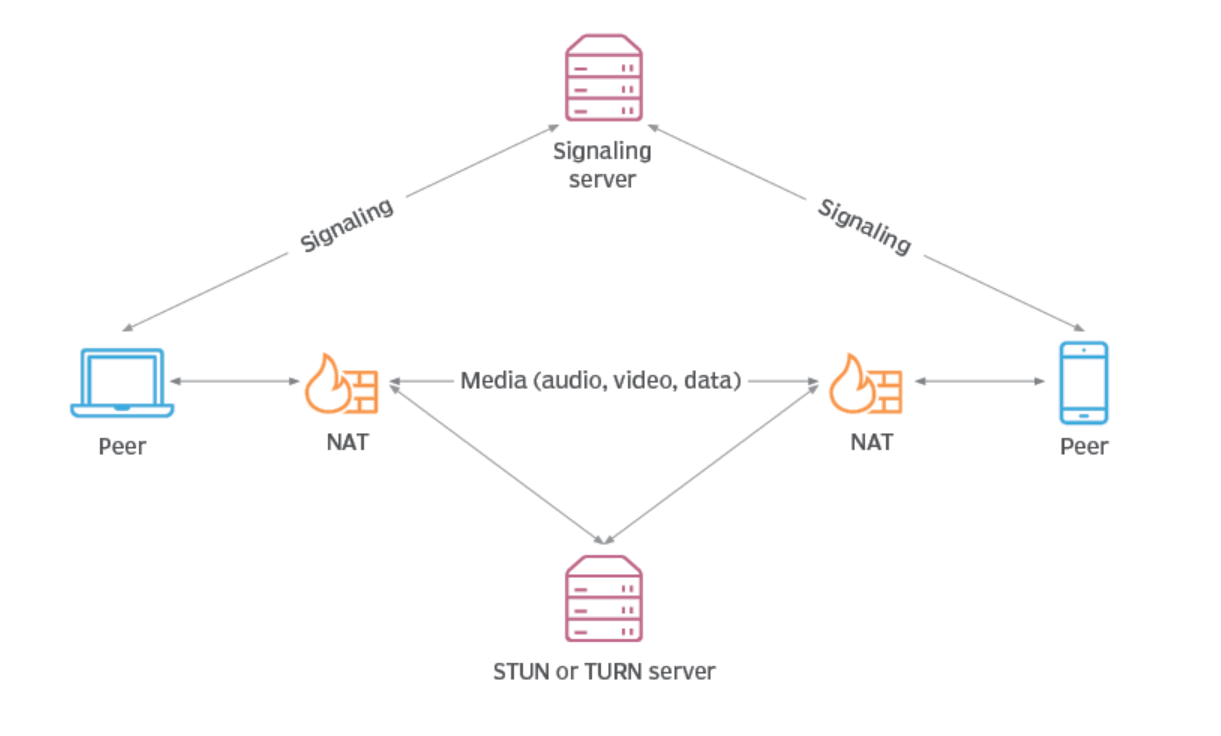 Signaling
server
Signaling
Signaling
Media (audio, video, data)
Peer
NAT
NAT
Peer
STUN or TURN server